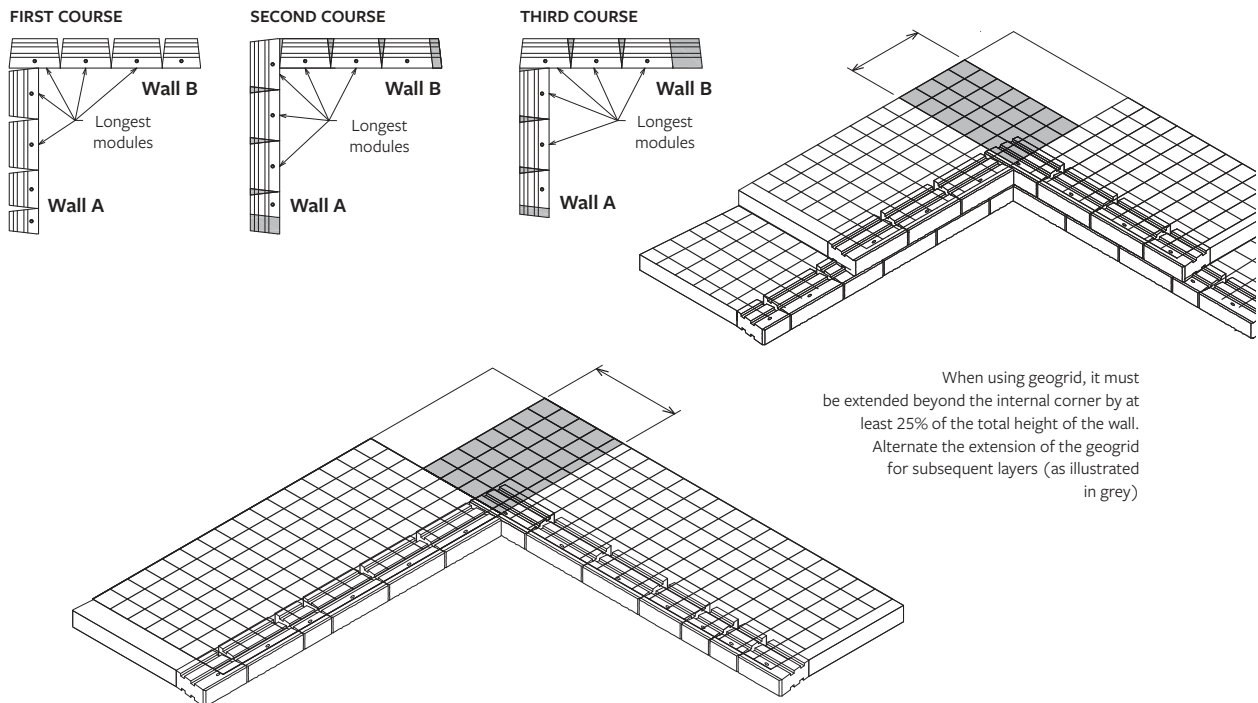 FIRST COURSE
Wall B
Longest
modules
Wall A
SECOND COURSE
Wall B
Longest
modules
Wall A
THIRD COURSE
Wall B
Longest
modules
Wall A
When using geogrid, it must
be extended beyond the internal corner by at
least 25% of the total height of the wall.
Alternate the extension of the geogrid
for subsequent layers (as illustrated
in grey)